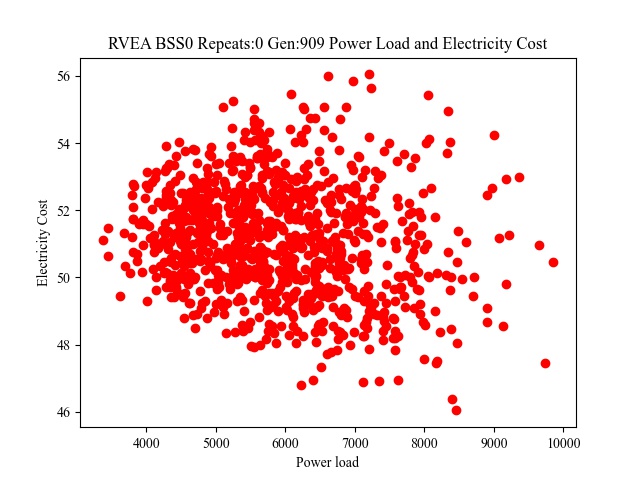 RVEA BSS0 Repeats:0 Gen:909 Power Load and Electricity Cost
56
54
52
50
48
46
Electricity Cost
4000 5000 6000 7000 8000 9000 10000
Power load